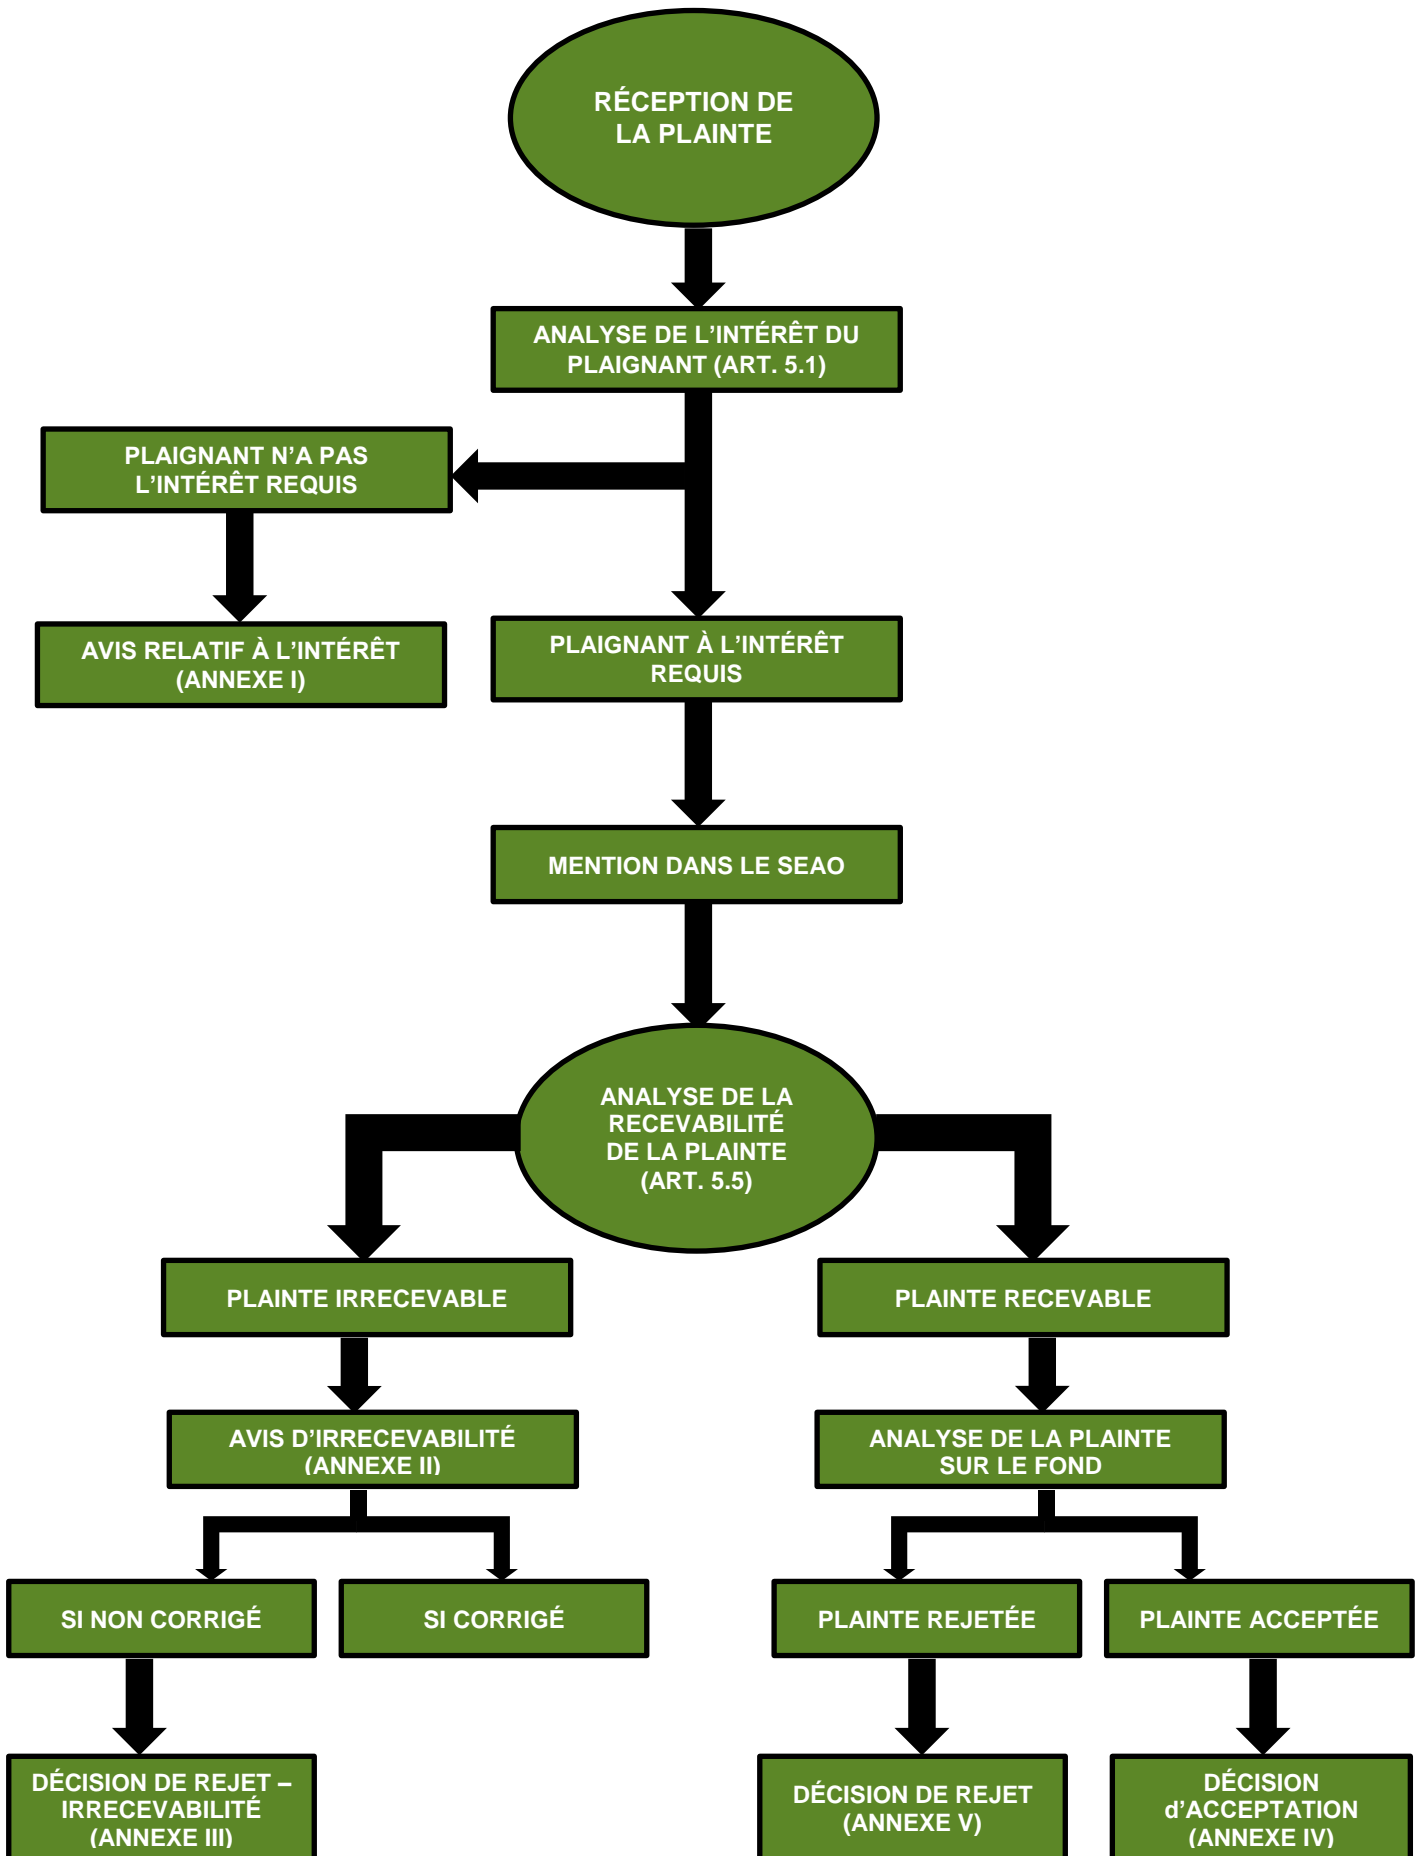 RÉCEPTION DE
LA PLAINTE
ANALYSE DE L’INTÉRÊT DU
PLAIGNANT (ART. 5.1)
PLAIGNANT N’A PAS
L’INTÉRÊT REQUIS
AVIS RELATIF À L’INTÉRÊT
(ANNEXE I)
PLAIGNANT À L’INTÉRÊT
REQUIS
MENTION DANS LE SEAO
ANALYSE DE LA
RECEVABILITÉ
DE LA PLAINTE
(ART. 5.5)
PLAINTE IRRECEVABLE
PLAINTE RECEVABLE
AVIS D’IRRECEVABILITÉ
(ANNEXE II)
ANALYSE DE LA PLAINTE
SUR LE FOND
SI NON CORRIGÉ
SI CORRIGÉ
PLAINTE REJETÉE
PLAINTE ACCEPTÉE
DÉCISION DE REJET –
IRRECEVABILITÉ
(ANNEXE III)
DÉCISION DE REJET
(ANNEXE V)
DÉCISION
d’ACCEPTATION
(ANNEXE IV)